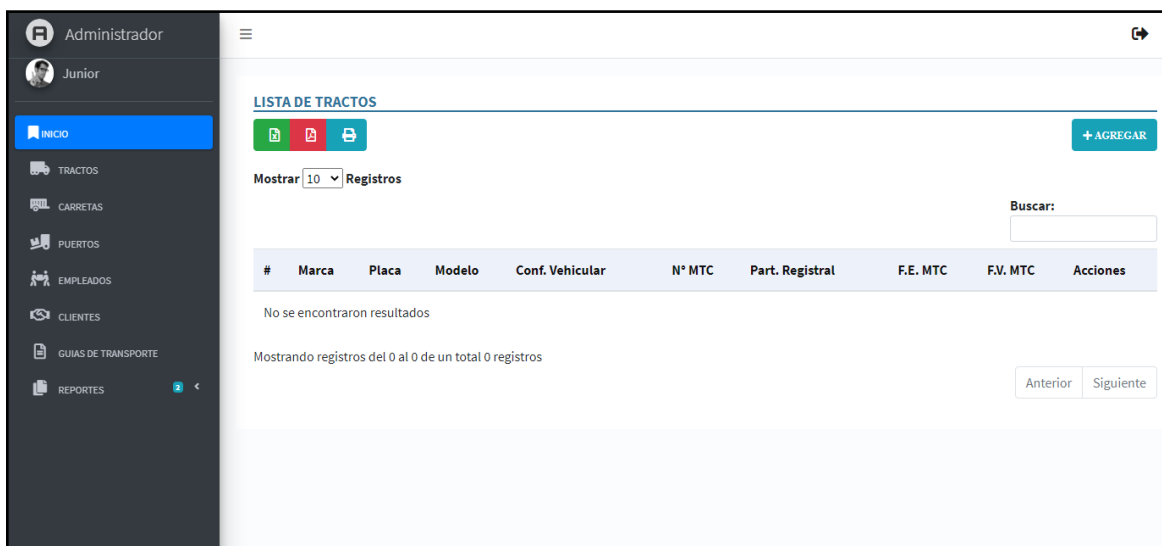 Administrador
Junior
INICIO
TRACTOS
CARRETAS
PUERTOS
EMPLEADOS
CLIENTES
GUIAS DE TRANSPORTE
REPORTES 2
LISTA DE TRACTOS
+ AGREGAR
Mostrar 10 Registros
Buscar:
# Marca Placa Modelo Conf. Vehicular N° MTC Part. Registral F.E. MTC F.V. MTC Acciones
No se encontraron resultados
Mostrando registros del 0 al 0 de un total 0 registros
Anterior Siguiente